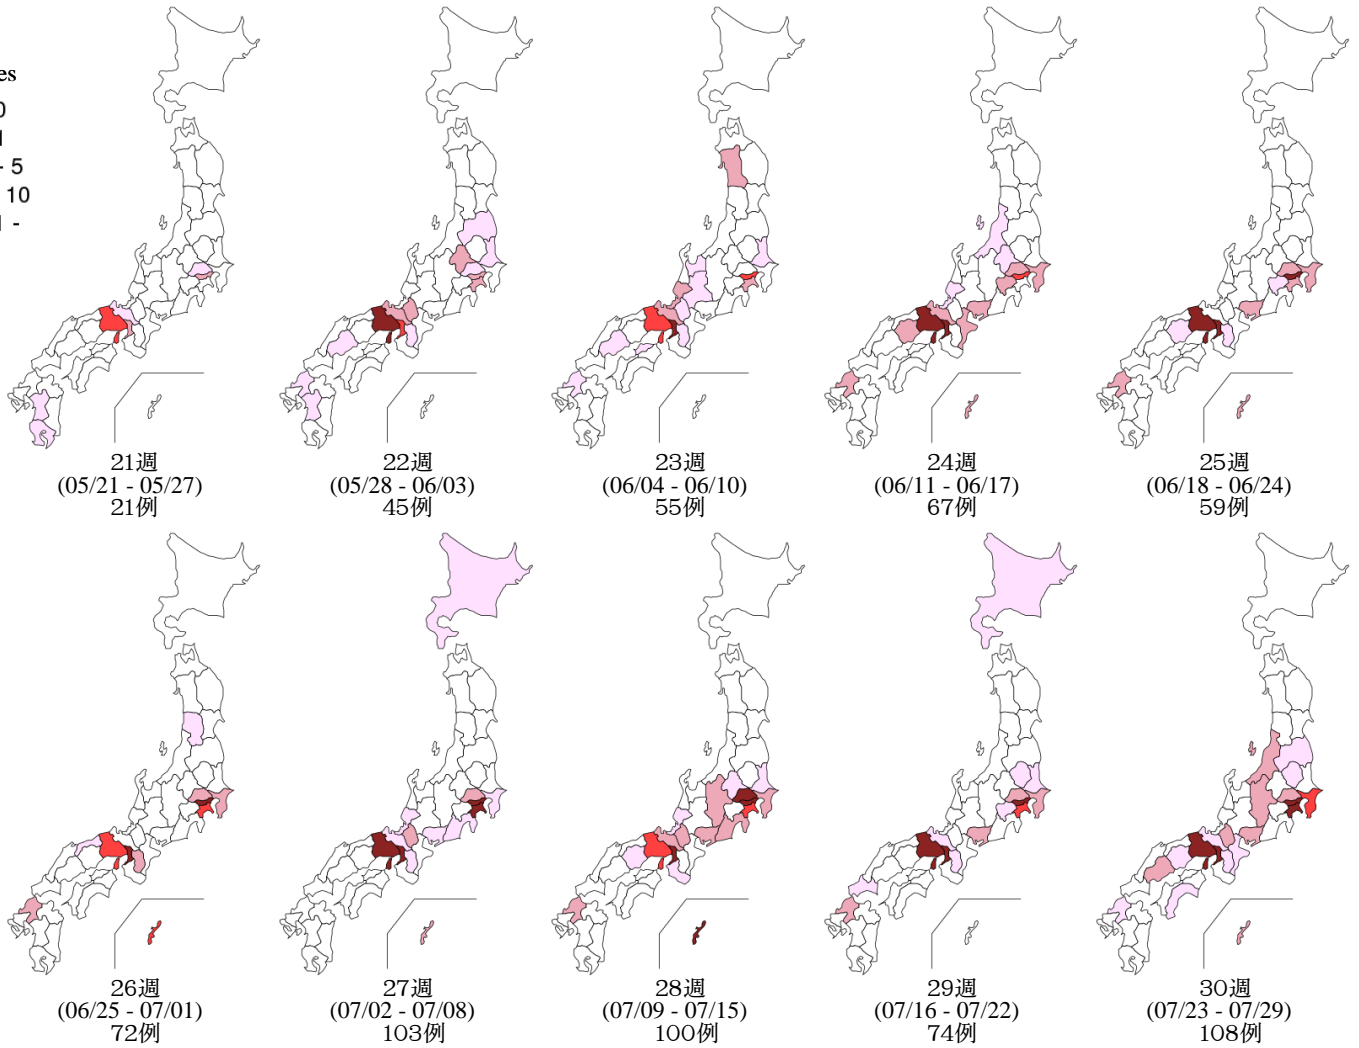 es
0
1
- 5
10
1 -
21週
(05/21 - 05/27)
21例
22週
(05/28 - 06/03)
45例
23週
(06/04 - 06/10)
55例
24週
(06/11 - 06/17)
67例
25週
(06/18 - 06/24)
59例
26週
(06/25 - 07/01)
72例
27週
(07/02 - 07/08)
103例
28週
(07/09 - 07/15)
100例
29週
(07/16 - 07/22)
74例
30週
(07/23 - 07/29)
108例